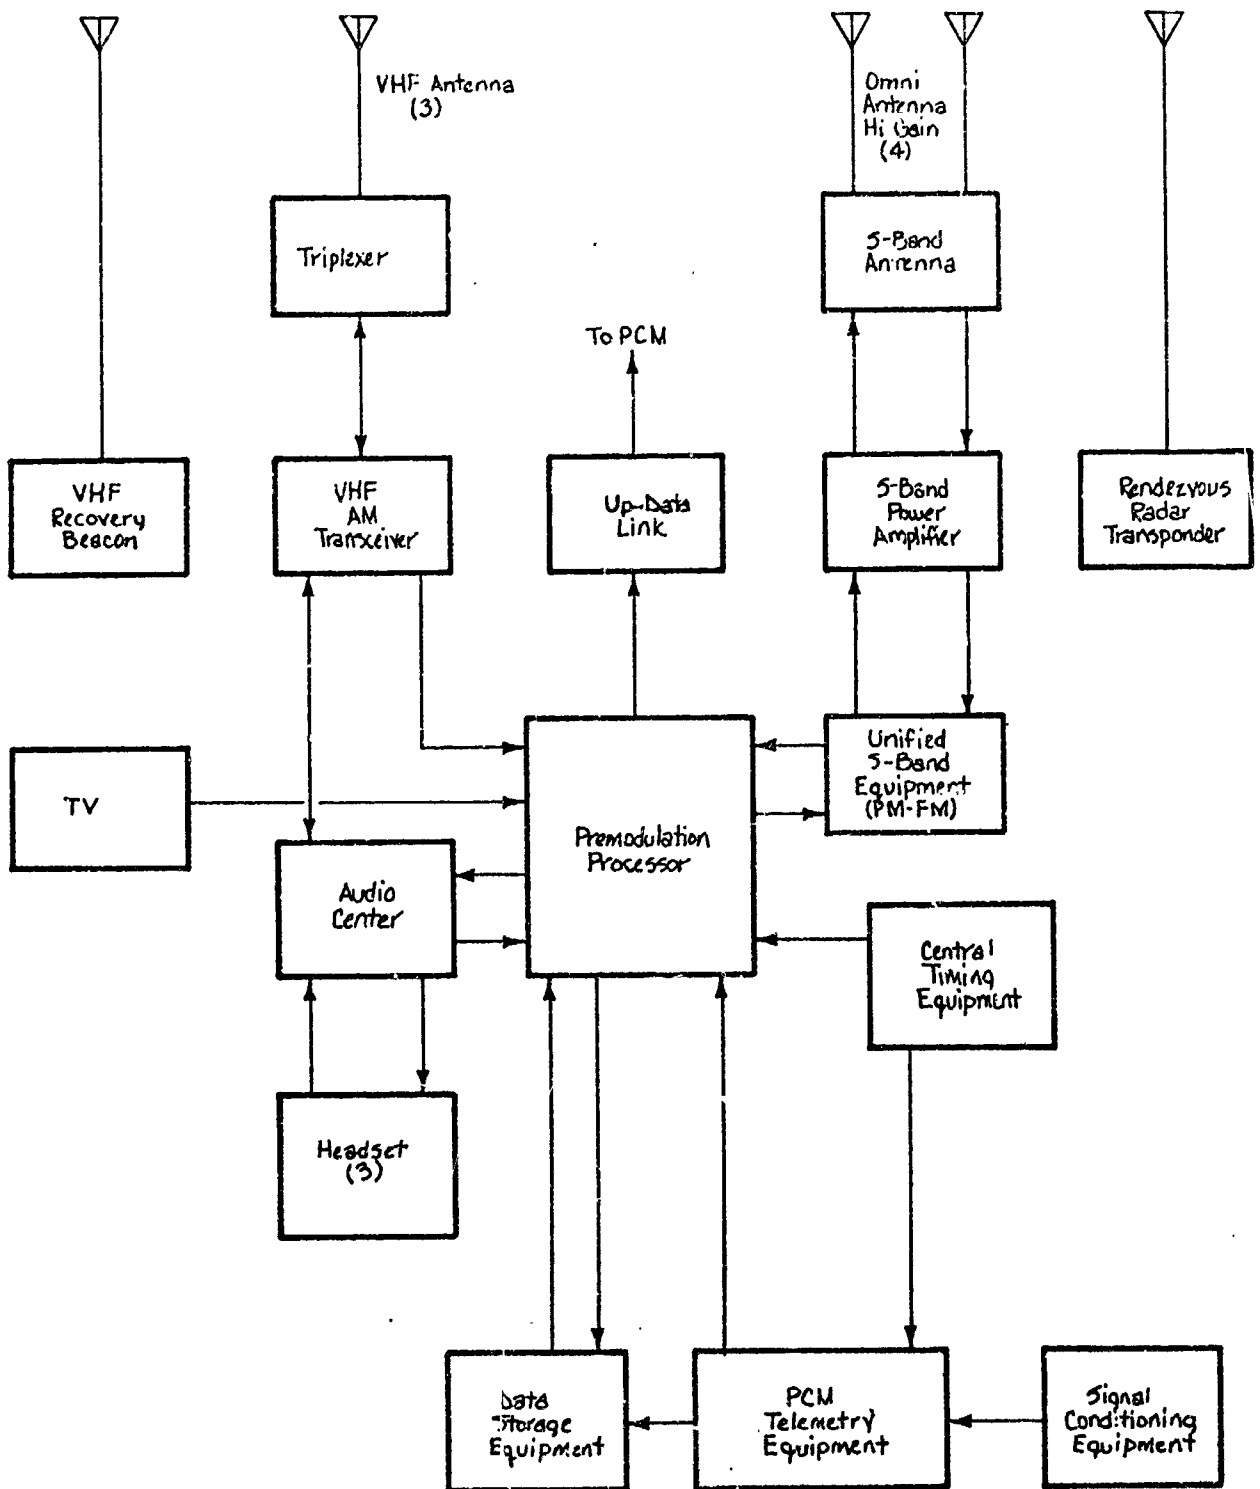 VHF Antenna
(3)
Omni
Antenna
Hi Gain
(4)
Triplexer
S-Band
Antenna
To PCM
VHF
Recovery
Beacon
VHF
AM
Transceiver
Up-Data
Link
S-Band
Power
Amplifier
Rendezvous
Radar
Transponder
TV
Premodulation
Processor
Unified
S-Band
Equipment
(PM-FM)
Audio
Center
Central
Timing
Equipment
Headset
(3)
Data
Storage
Equipment
PCM
Telemetry
Equipment
Signal
Conditioning
Equipment